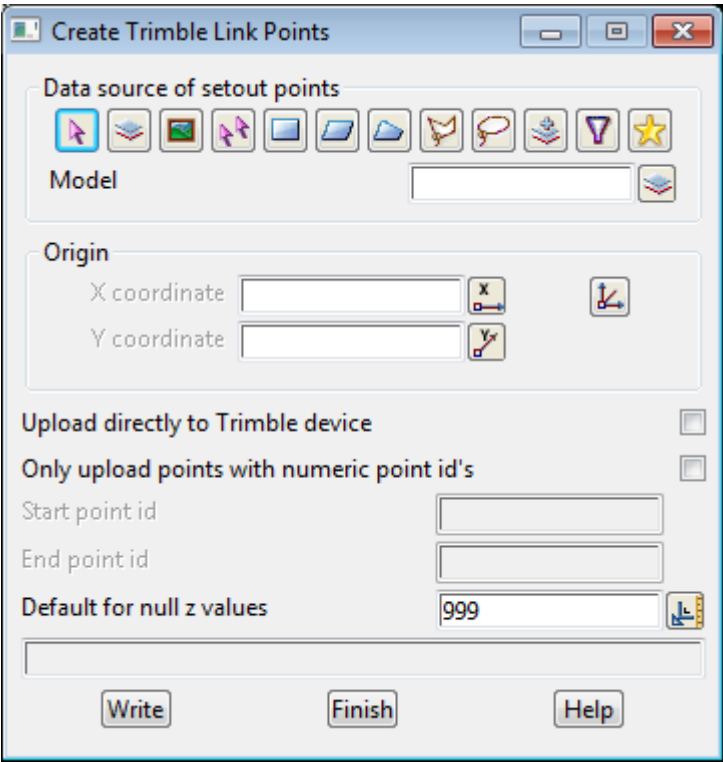 Create Trimble Link Points
Data source of setout points
Model
Origin
X coordinate
X
Y coordinate
Y
Upload directly to Trimble device
Only upload points with numeric point id's
Start point id
End point id
Default for null z values 999
Write Finish Help